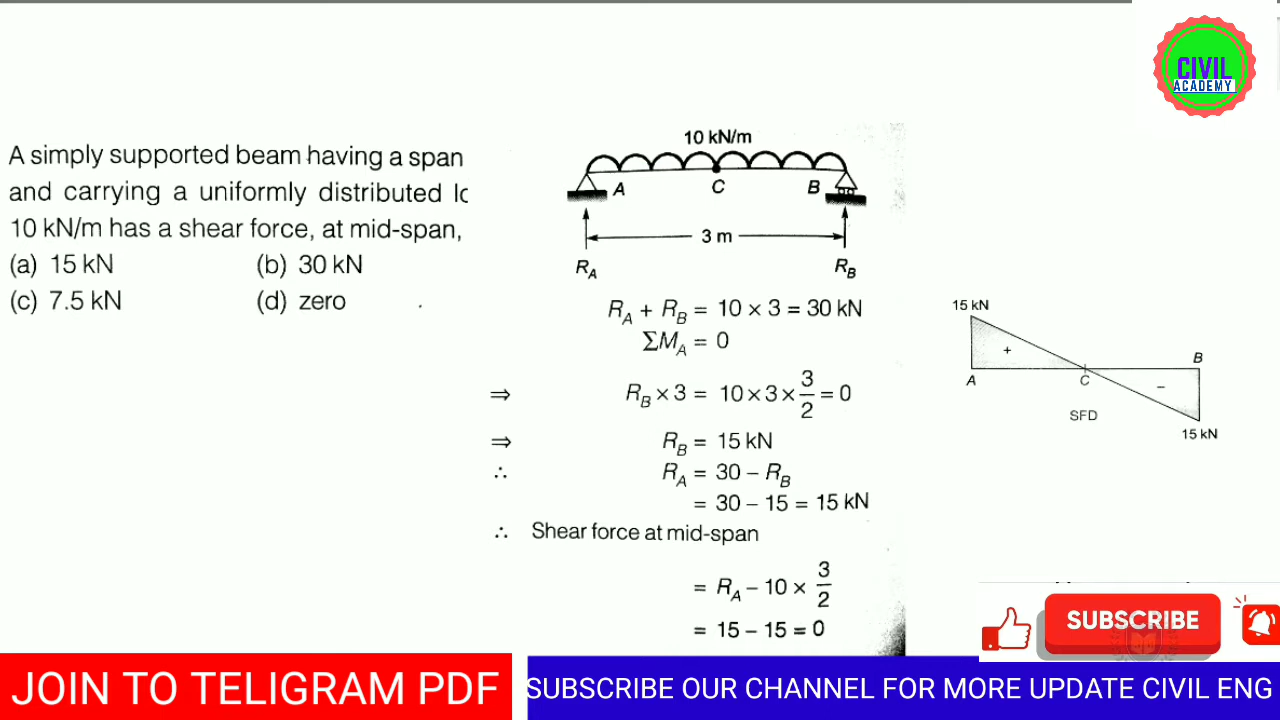 CIVIL
ACADEMY
A simply supported beam having a span
and carrying a uniformly distributed
10 kN/m has a shear force, at mid-span,
(a) 15 kN (b) 30 kN
(c) 7.5 kN (d) zero
10 kN/m
A C B
3 m
R_A R_B
R_A + R_B = 10 × 3 = 30 kN
ΣM_A = 0
⇒ R_B × 3 = 10 × 3 × 3/2 = 0
⇒ R_B = 15 kN
∴ R_A = 30 – R_B
= 30 – 15 = 15 kN
∴ Shear force at mid-span
= R_A – 10 × 3/2
= 15 – 15 = 0
15 kN
+
A C B
–
SFD
15 kN
SUBSCRIBE
JOIN TO TELIGRAM PDF
SUBSCRIBE OUR CHANNEL FOR MORE UPDATE CIVIL ENG